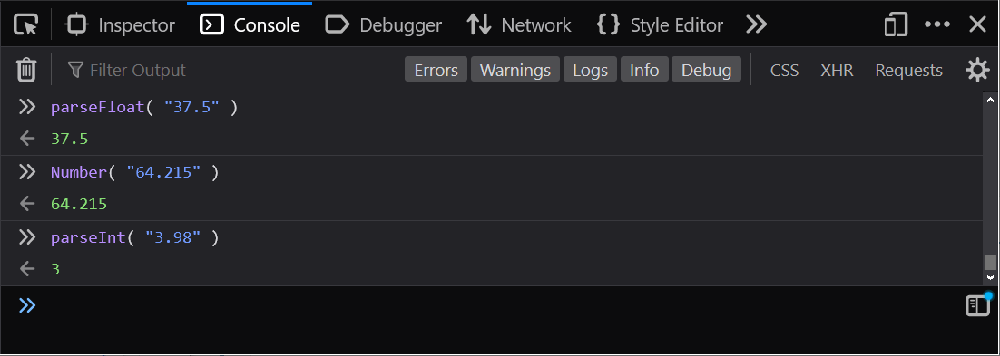 Inspector Console Debugger Network Style Editor
Filter Output Errors Warnings Logs Info Debug CSS XHR Requests
parseFloat( "37.5" )
37.5
Number( "64.215" )
64.215
parseInt( "3.98" )
3